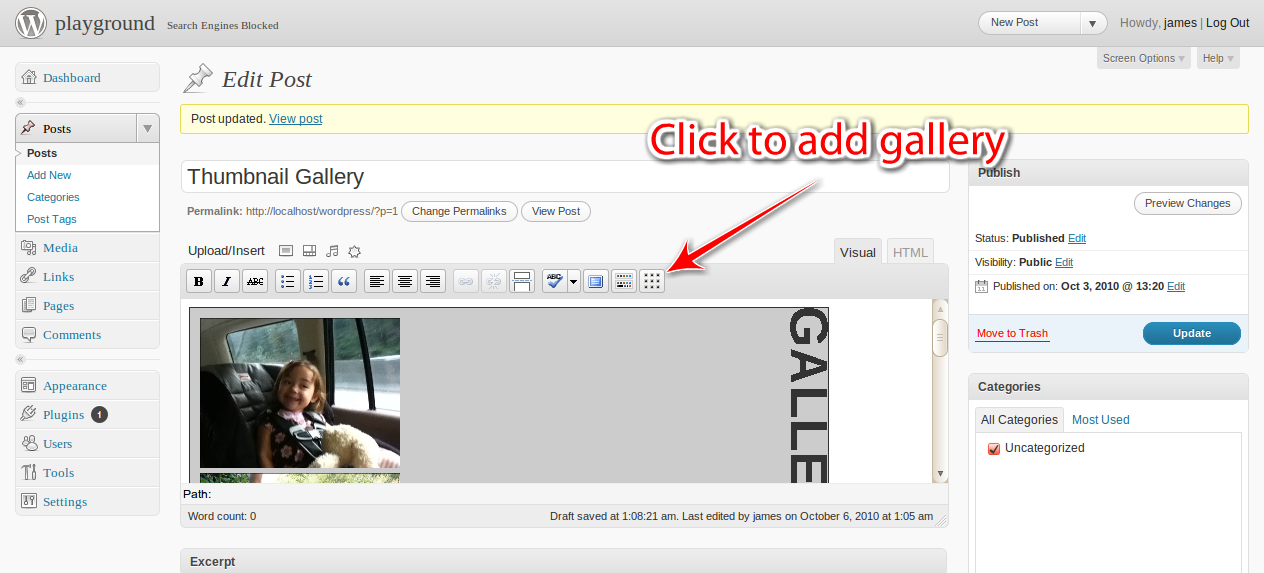 playground Search Engines Blocked
New Post
Howdy, james | Log Out
Screen Options
Help
Dashboard
Posts
Posts
Add New
Categories
Post Tags
Media
Links
Pages
Comments
Appearance
Plugins 1
Users
Tools
Settings
Edit Post
Post updated. View post
Click to add gallery
Thumbnail Gallery
Permalink: http://localhost/wordpress/?p=1 Change Permalinks View Post
Upload/Insert
Visual HTML
B I ABC ABC
GALLE
Path:
Word count: 0
Draft saved at 1:08:21 am. Last edited by james on October 6, 2010 at 1:05 am
Excerpt
Publish
Preview Changes
Status: Published Edit
Visibility: Public Edit
Published on: Oct 3, 2010 @ 13:20 Edit
Move to Trash
Update
Categories
All Categories Most Used
Uncategorized